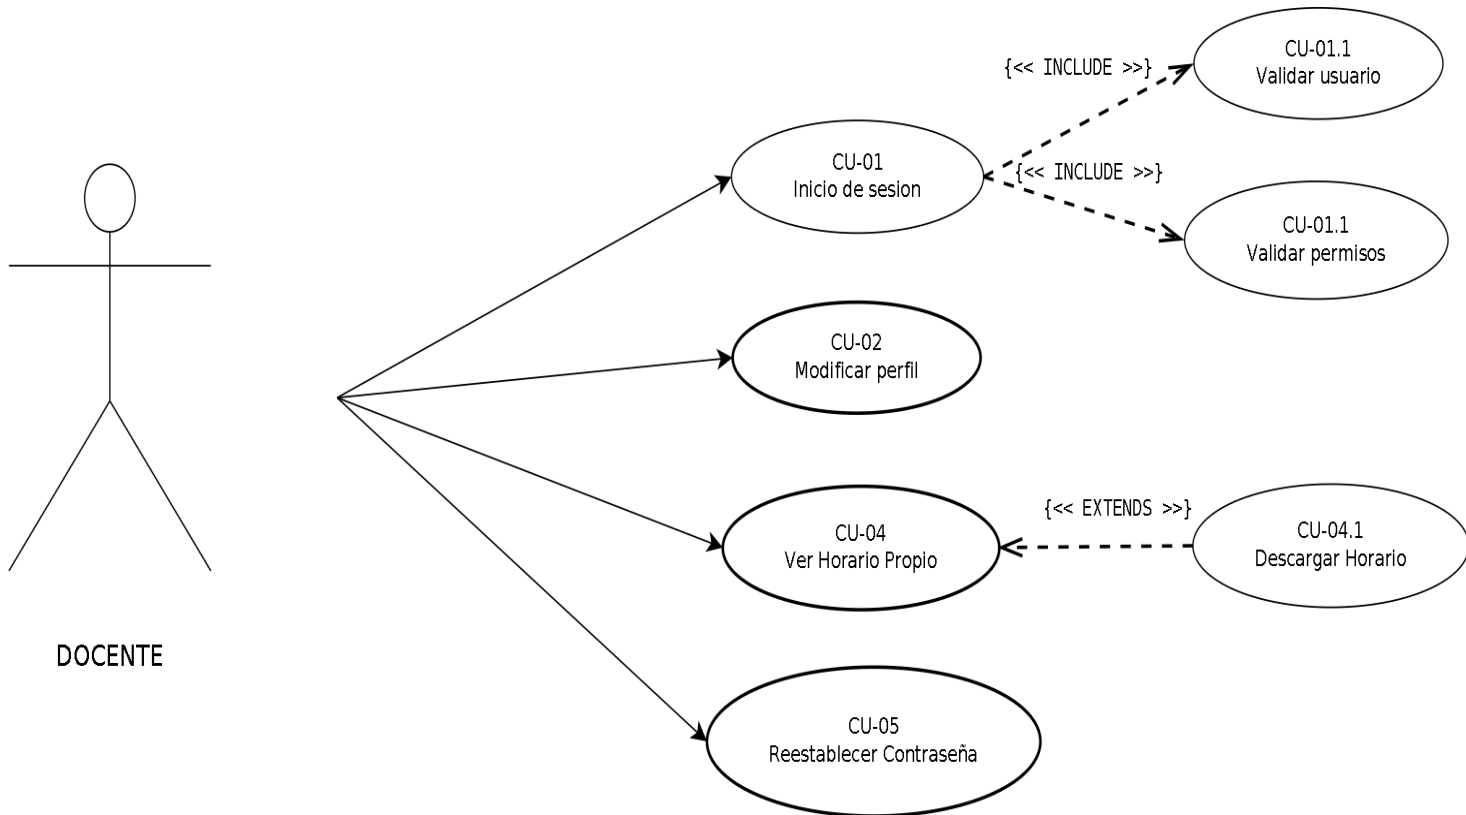 CU-01.1
Validar usuario
{<< INCLUDE >>}
CU-01
Inicio de sesion
{<< INCLUDE >>}
CU-01.1
Validar permisos
CU-02
Modificar perfil
{<< EXTENDS >>}
CU-04
Ver Horario Propio
CU-04.1
Descargar Horario
DOCENTE
CU-05
Reestablecer Contraseña